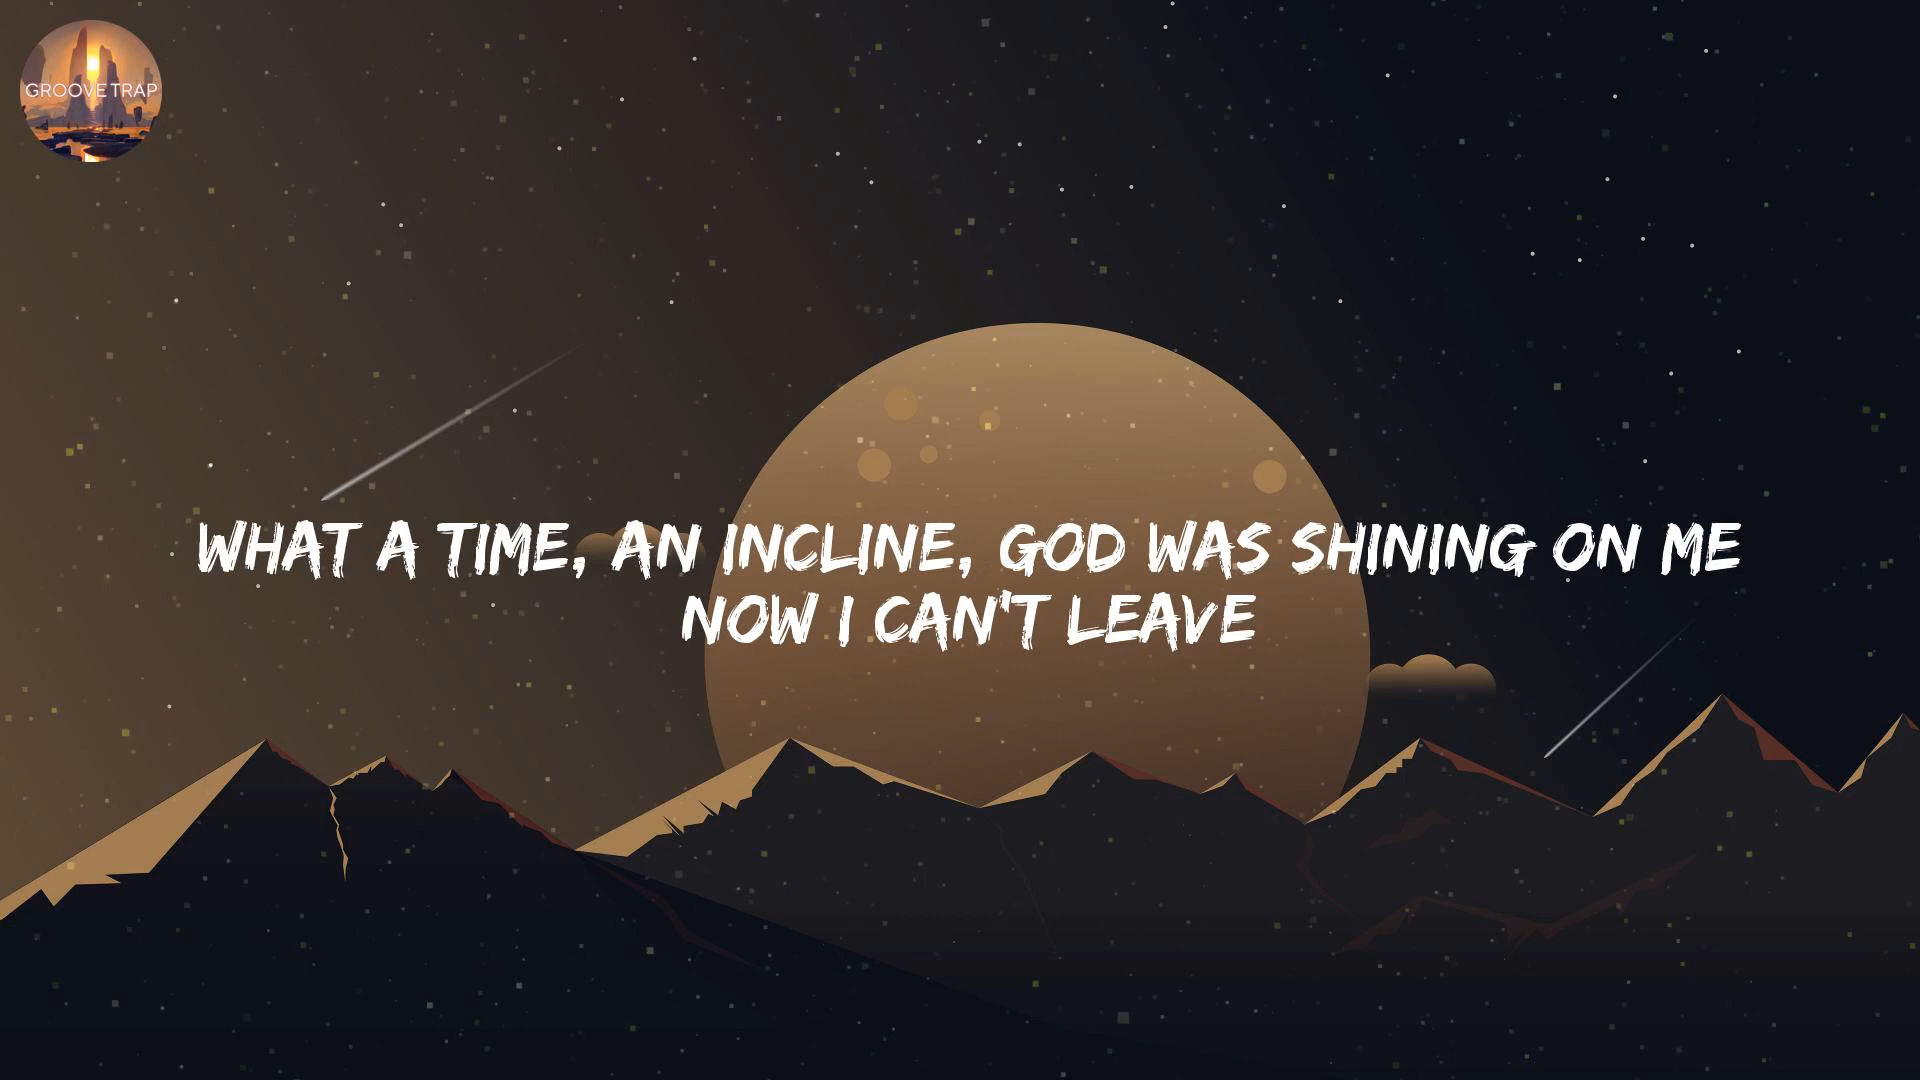 GROOVE TRAP
WHAT A TIME, AN INCLINE, GOD WAS SHINING ON ME
NOW I CAN'T LEAVE